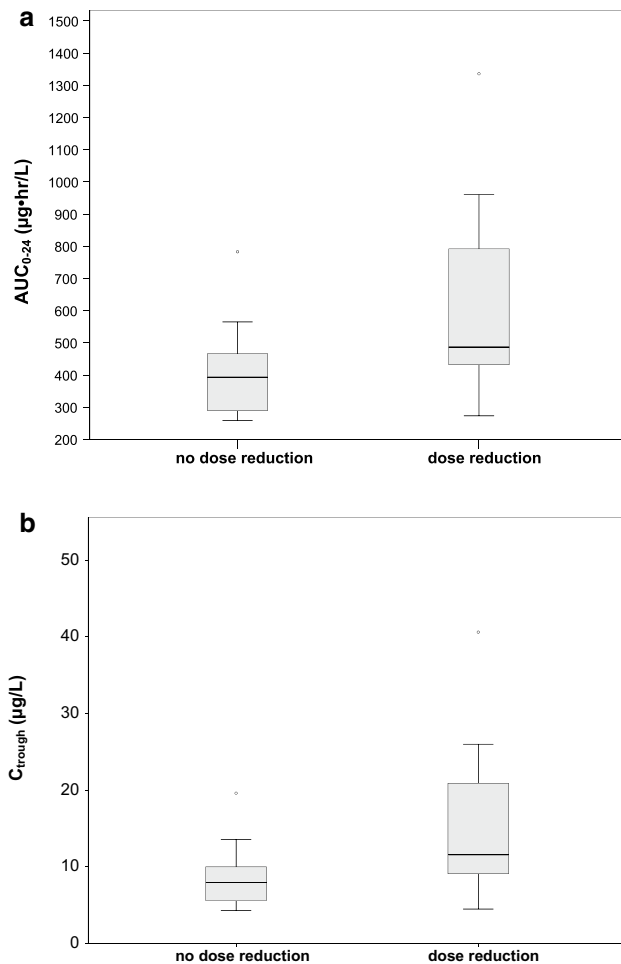 a
1500
1400
1300
1200
1100
1000
900
800
700
600
500
400
300
200
AUC0-24 (µg•hr/L)
no dose reduction
dose reduction
b
50
40
30
20
10
0
Ctrough (µg/L)
no dose reduction
dose reduction